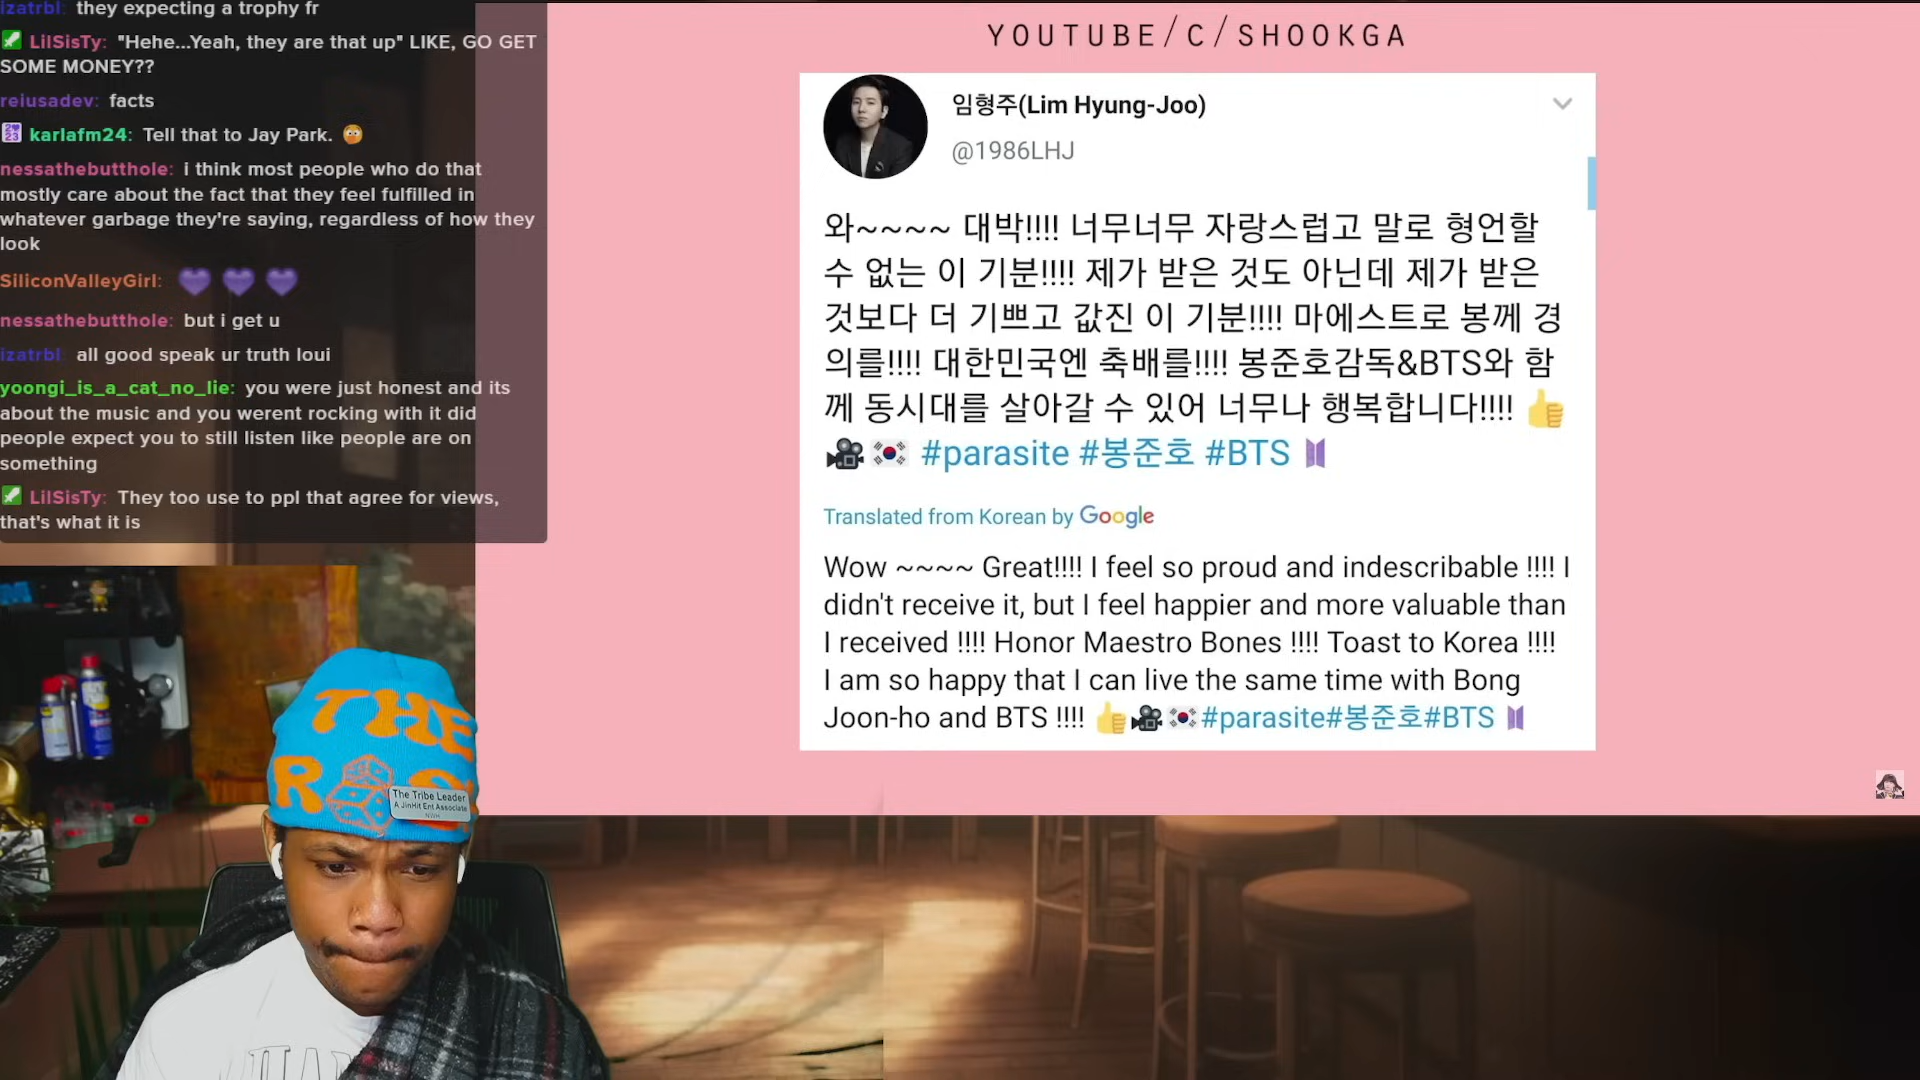 izatrbl: they expecting a trophy fr
LilSisTy: "Hehe...Yeah, they are that up" LIKE, GO GET
SOME MONEY??
reiusadev: facts
karlafm24: Tell that to Jay Park.
nessathebutthole: i think most people who do that
mostly care about the fact that they feel fulfilled in
whatever garbage they're saying, regardless of how they
look
SiliconValleyGirl: 💜 💜 💜
nessathebutthole: but i get u
izatrbl: all good speak ur truth loui
yoongi_is_a_cat_no_lie: you were just honest and its
about the music and you werent rocking with it did
people expect you to still listen like people are on
something
LilSisTy: They too use to ppl that agree for views,
that's what it is
YOUTUBE/C/SHOOKGA
임형주(Lim Hyung-Joo)
@1986LHJ
와~~~~ 대박!!!! 너무너무 자랑스럽고 말로 형언할
수 없는 이 기분!!!! 제가 받은 것도 아닌데 제가 받은
것보다 더 기쁘고 값진 이 기분!!!! 마에스트로 봉께 경
의를!!!! 대한민국엔 축배를!!!! 봉준호감독&BTS와 함
께 동시대를 살아갈 수 있어 너무나 행복합니다!!!! 👍
🎥🇰🇷 #parasite #봉준호 #BTS
Translated from Korean by Google
Wow ~~~~ Great!!!! I feel so proud and indescribable !!!! I
didn't receive it, but I feel happier and more valuable than
I received !!!! Honor Maestro Bones !!!! Toast to Korea !!!!
I am so happy that I can live the same time with Bong
Joon-ho and BTS !!!! 👍🎥🇰🇷#parasite#봉준호#BTS
THE
R
The Tribe Leader
A JinHit Ent Associate
NWH